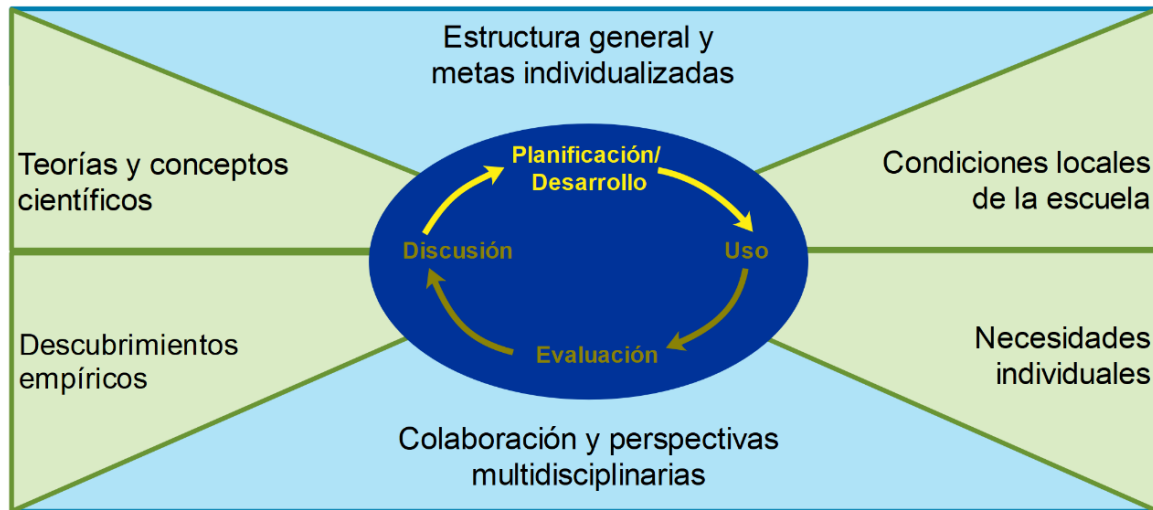 Estructura general y
metas individualizadas
Teorías y conceptos
científicos
Planificación/
Desarrollo
Condiciones locales
de la escuela
Discusión
Uso
Descubrimientos
empíricos
Evaluación
Necesidades
individuales
Colaboración y perspectivas
multidisciplinarias